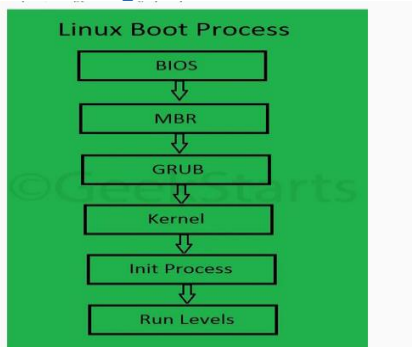 Linux Boot Process
BIOS
MBR
GRUB
©GeekStarts
Kernel
Init Process
Run Levels